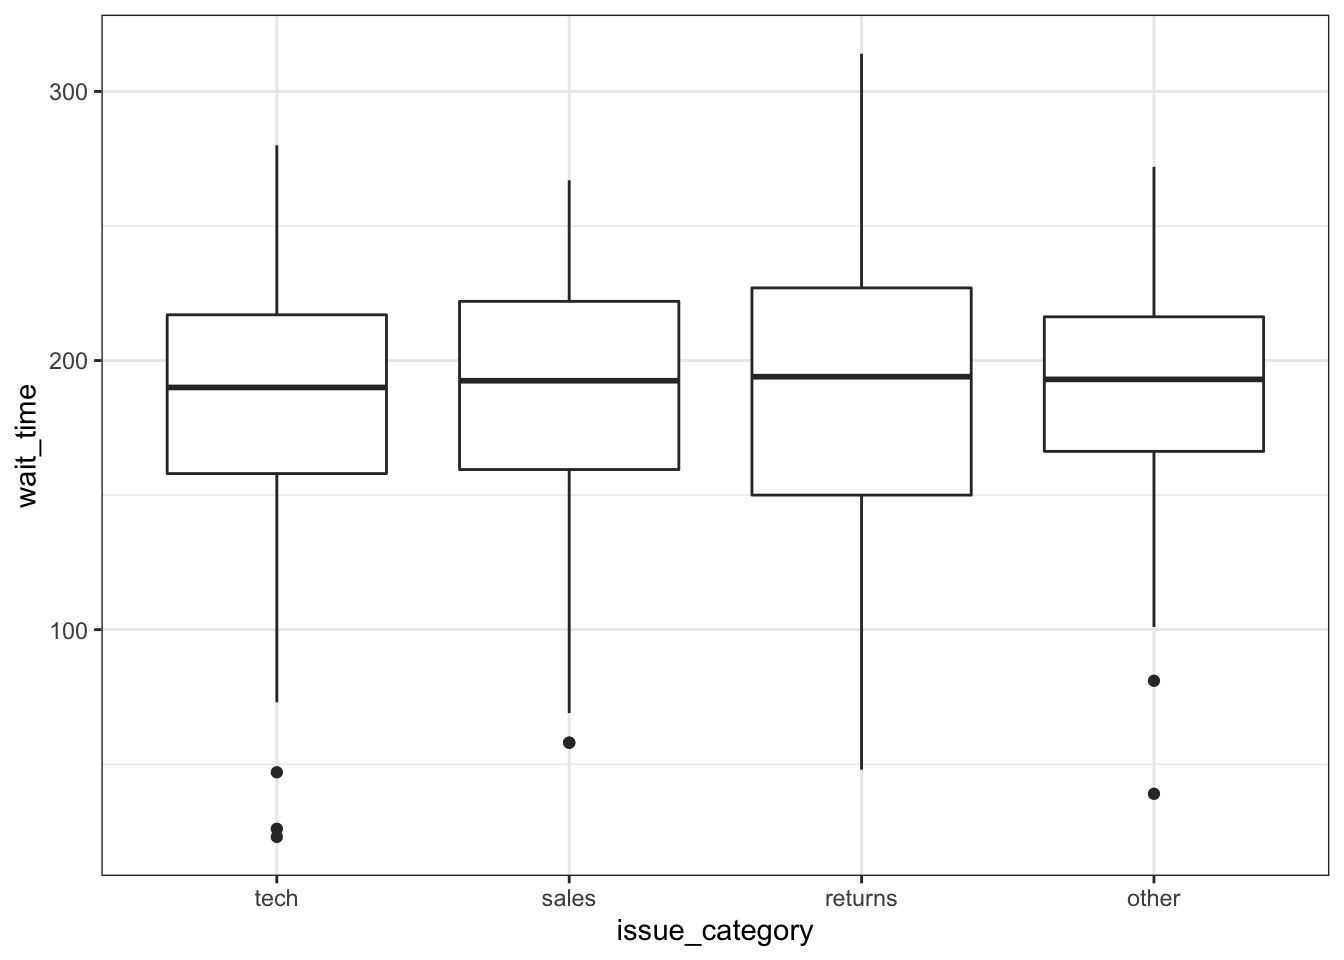 300
200
100
wait_time
tech sales returns other
issue_category